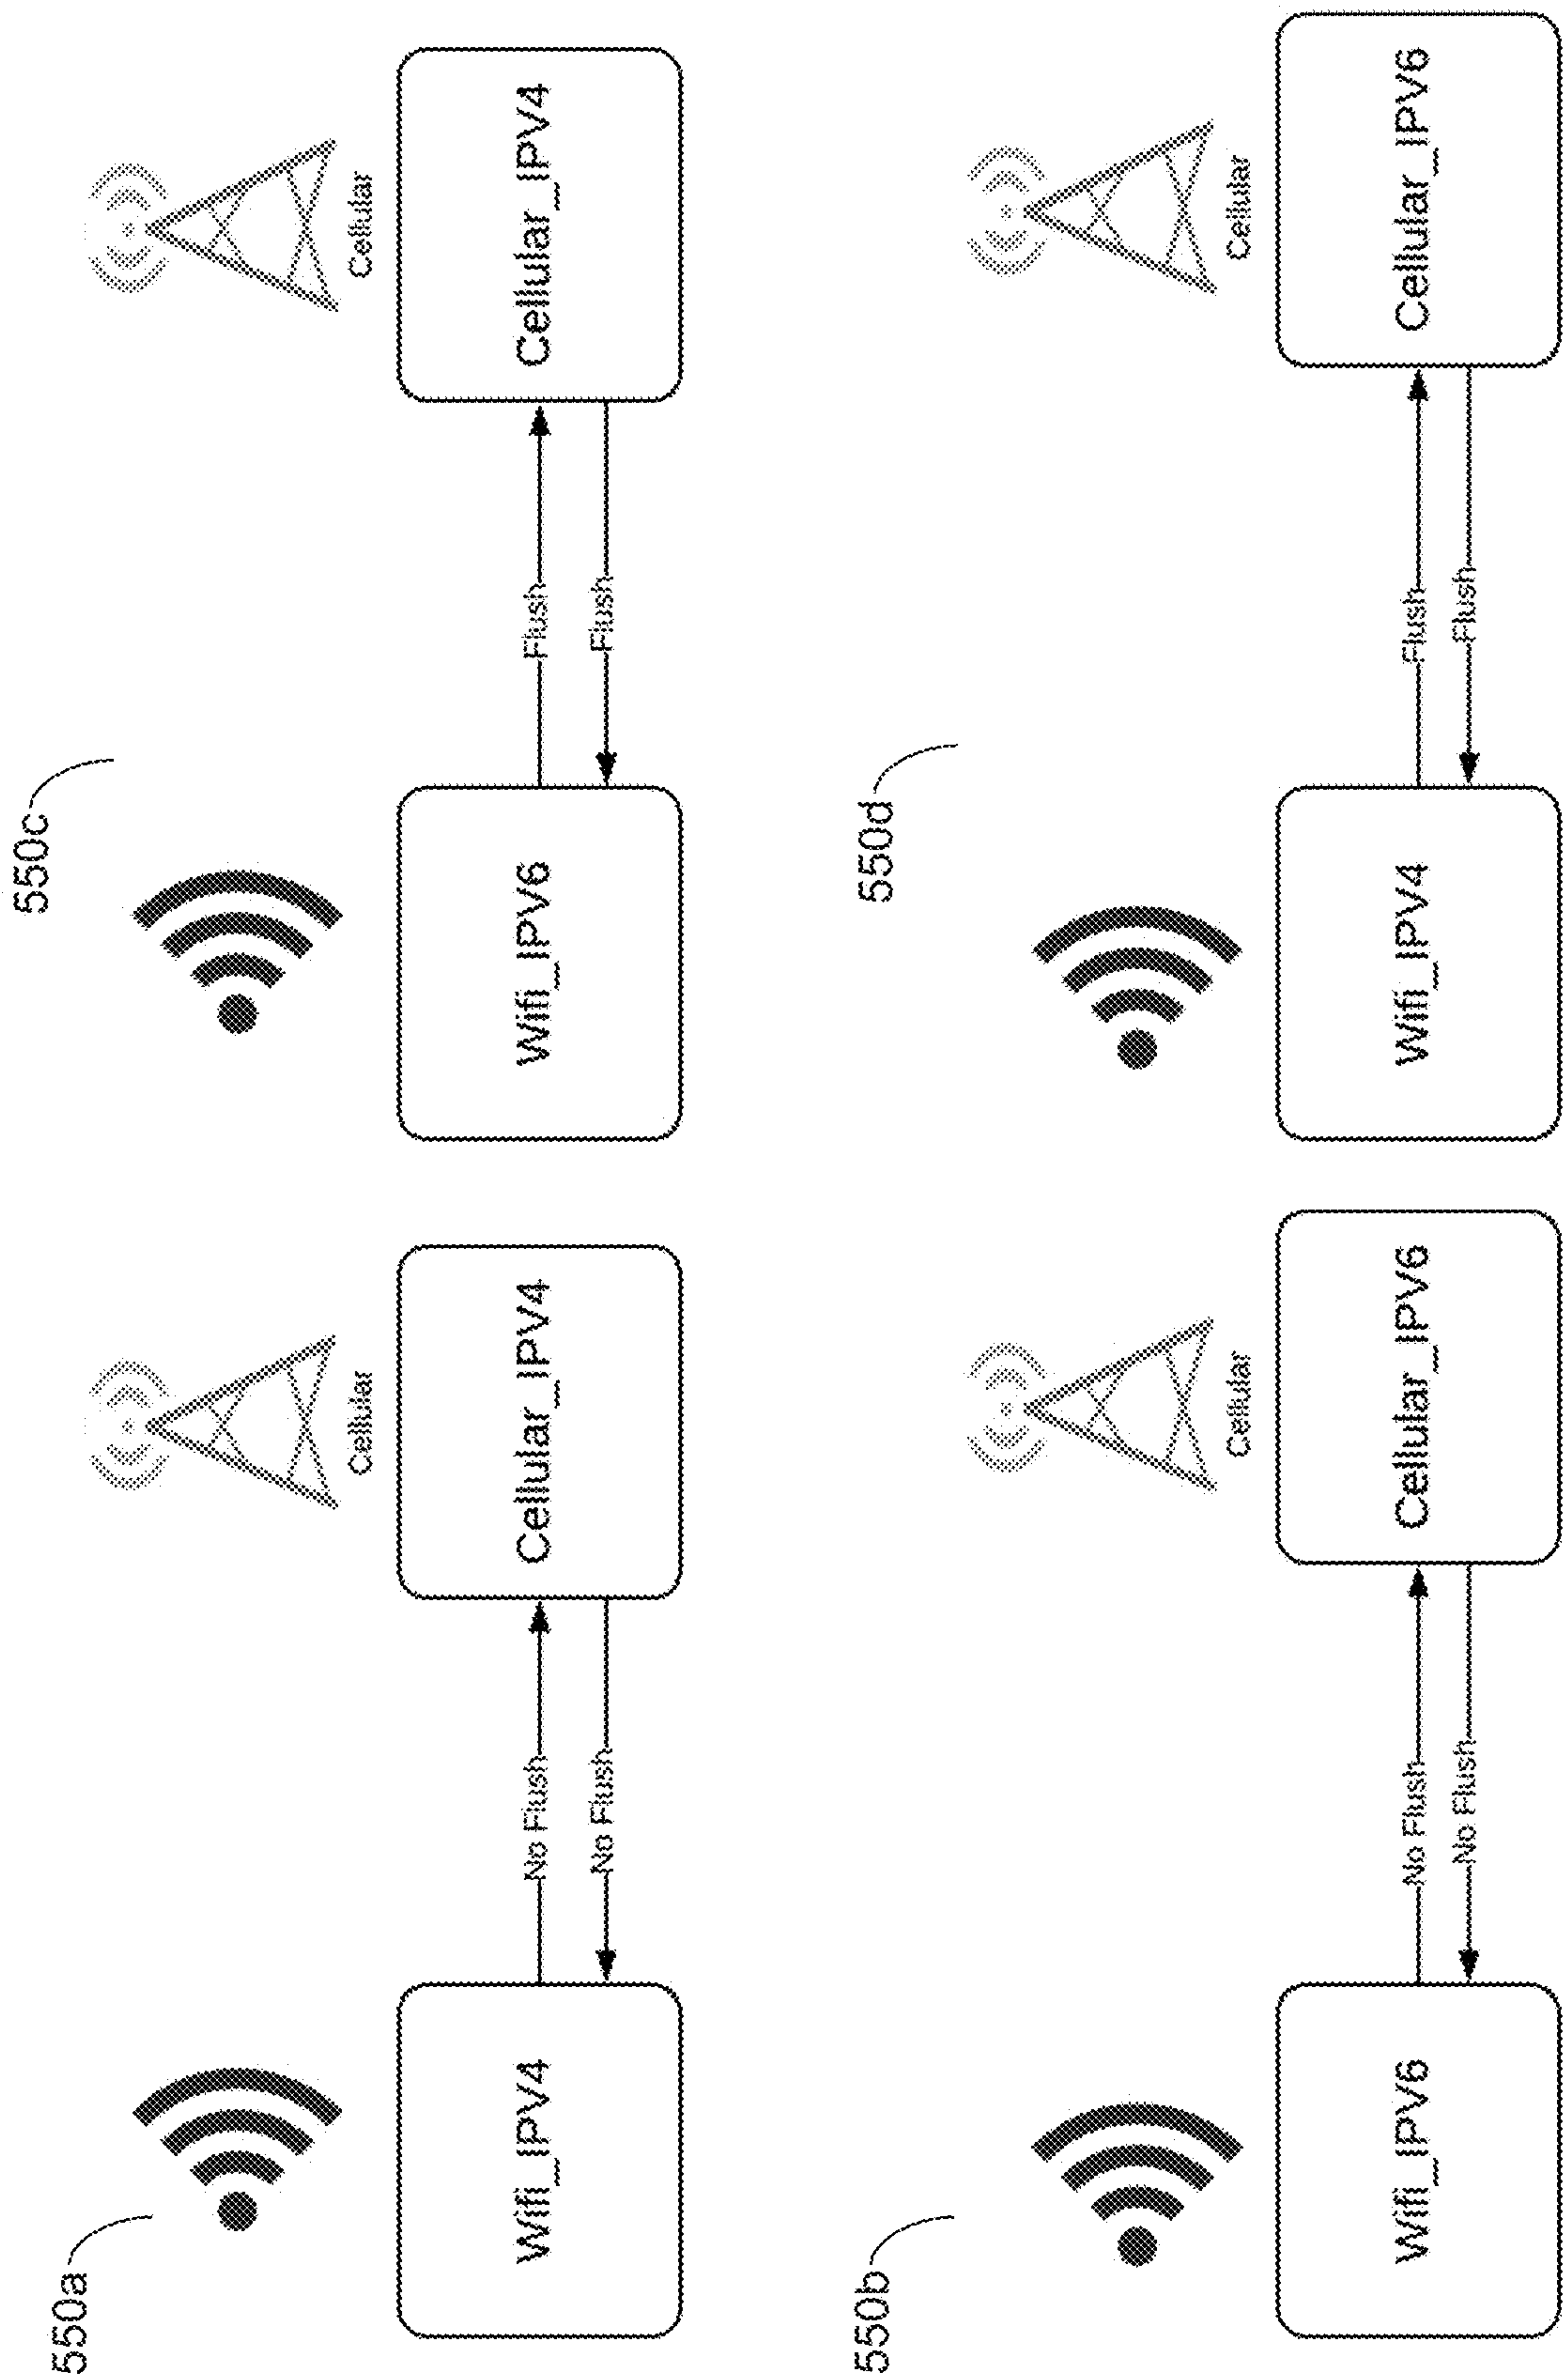 550a
Cellular
Wifi_IPV4
No Flush
No Flush
Cellular_IPV4
550c
Cellular
Wifi_IPV6
Flush
Flush
Cellular_IPV4
550b
Cellular
Wifi_IPV6
No Flush
No Flush
Cellular_IPV6
550d
Cellular
Wifi_IPV4
Flush
Flush
Cellular_IPV6